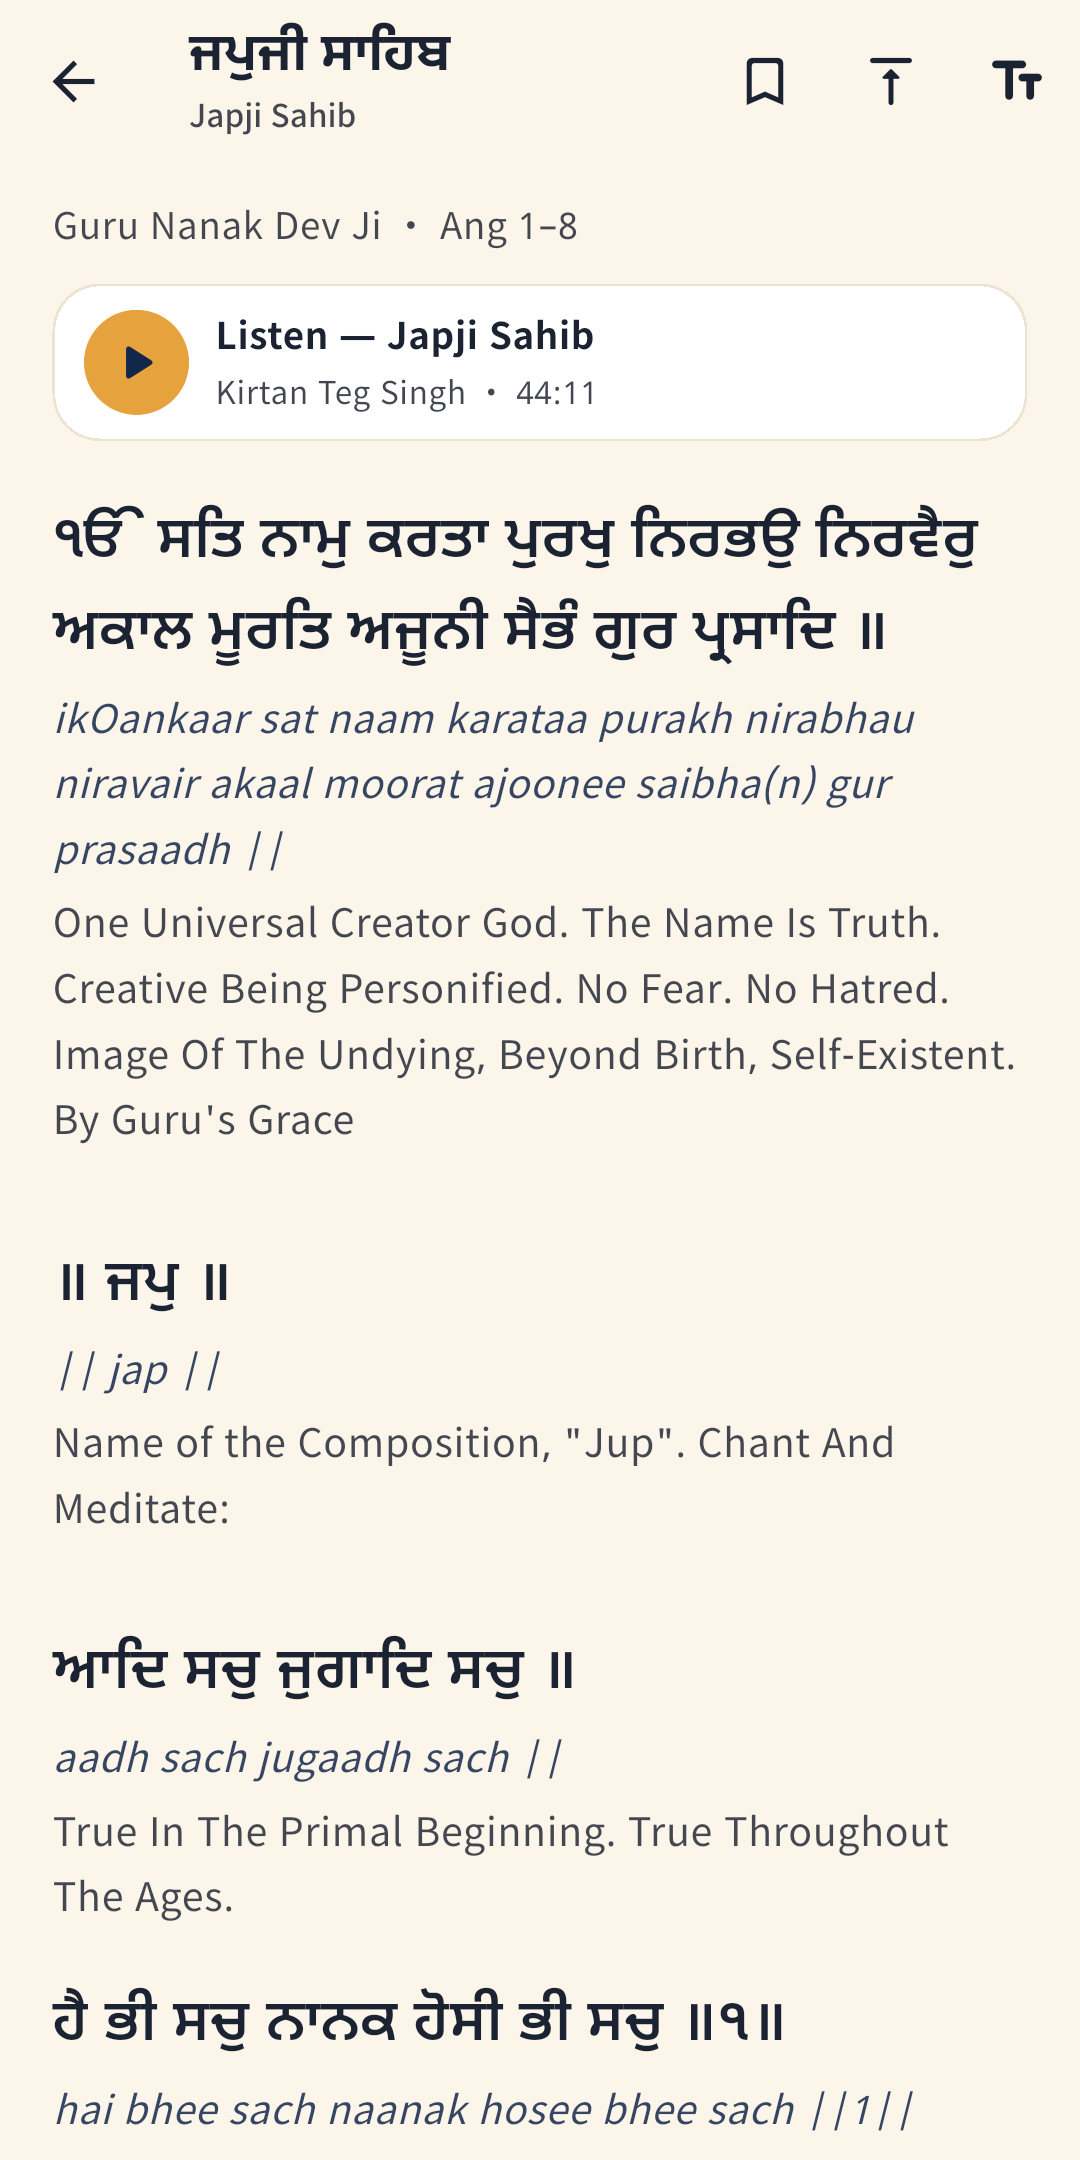 ਜਪੁਜੀ ਸਾਹਿਬ
Japji Sahib
Guru Nanak Dev Ji • Ang 1–8
Listen — Japji Sahib
Kirtan Teg Singh • 44:11
ੴ ਸਤਿ ਨਾਮੁ ਕਰਤਾ ਪੁਰਖੁ ਨਿਰਭਉ ਨਿਰਵੈਰੁ
ਅਕਾਲ ਮੂਰਤਿ ਅਜੂਨੀ ਸੈਭੰ ਗੁਰ ਪ੍ਰਸਾਦਿ ॥
ikOankaar sat naam karataa purakh nirabhau
niravair akaal moorat ajoonee saibha(n) gur
prasaadh ||
One Universal Creator God. The Name Is Truth.
Creative Being Personified. No Fear. No Hatred.
Image Of The Undying, Beyond Birth, Self-Existent.
By Guru's Grace
॥ ਜਪੁ ॥
|| jap ||
Name of the Composition, "Jup". Chant And
Meditate:
ਆਦਿ ਸਚੁ ਜੁਗਾਦਿ ਸਚੁ ॥
aadh sach jugaadh sach ||
True In The Primal Beginning. True Throughout
The Ages.
ਹੈ ਭੀ ਸਚੁ ਨਾਨਕ ਹੋਸੀ ਭੀ ਸਚੁ ॥੧॥
hai bhee sach naanak hosee bhee sach ||1||